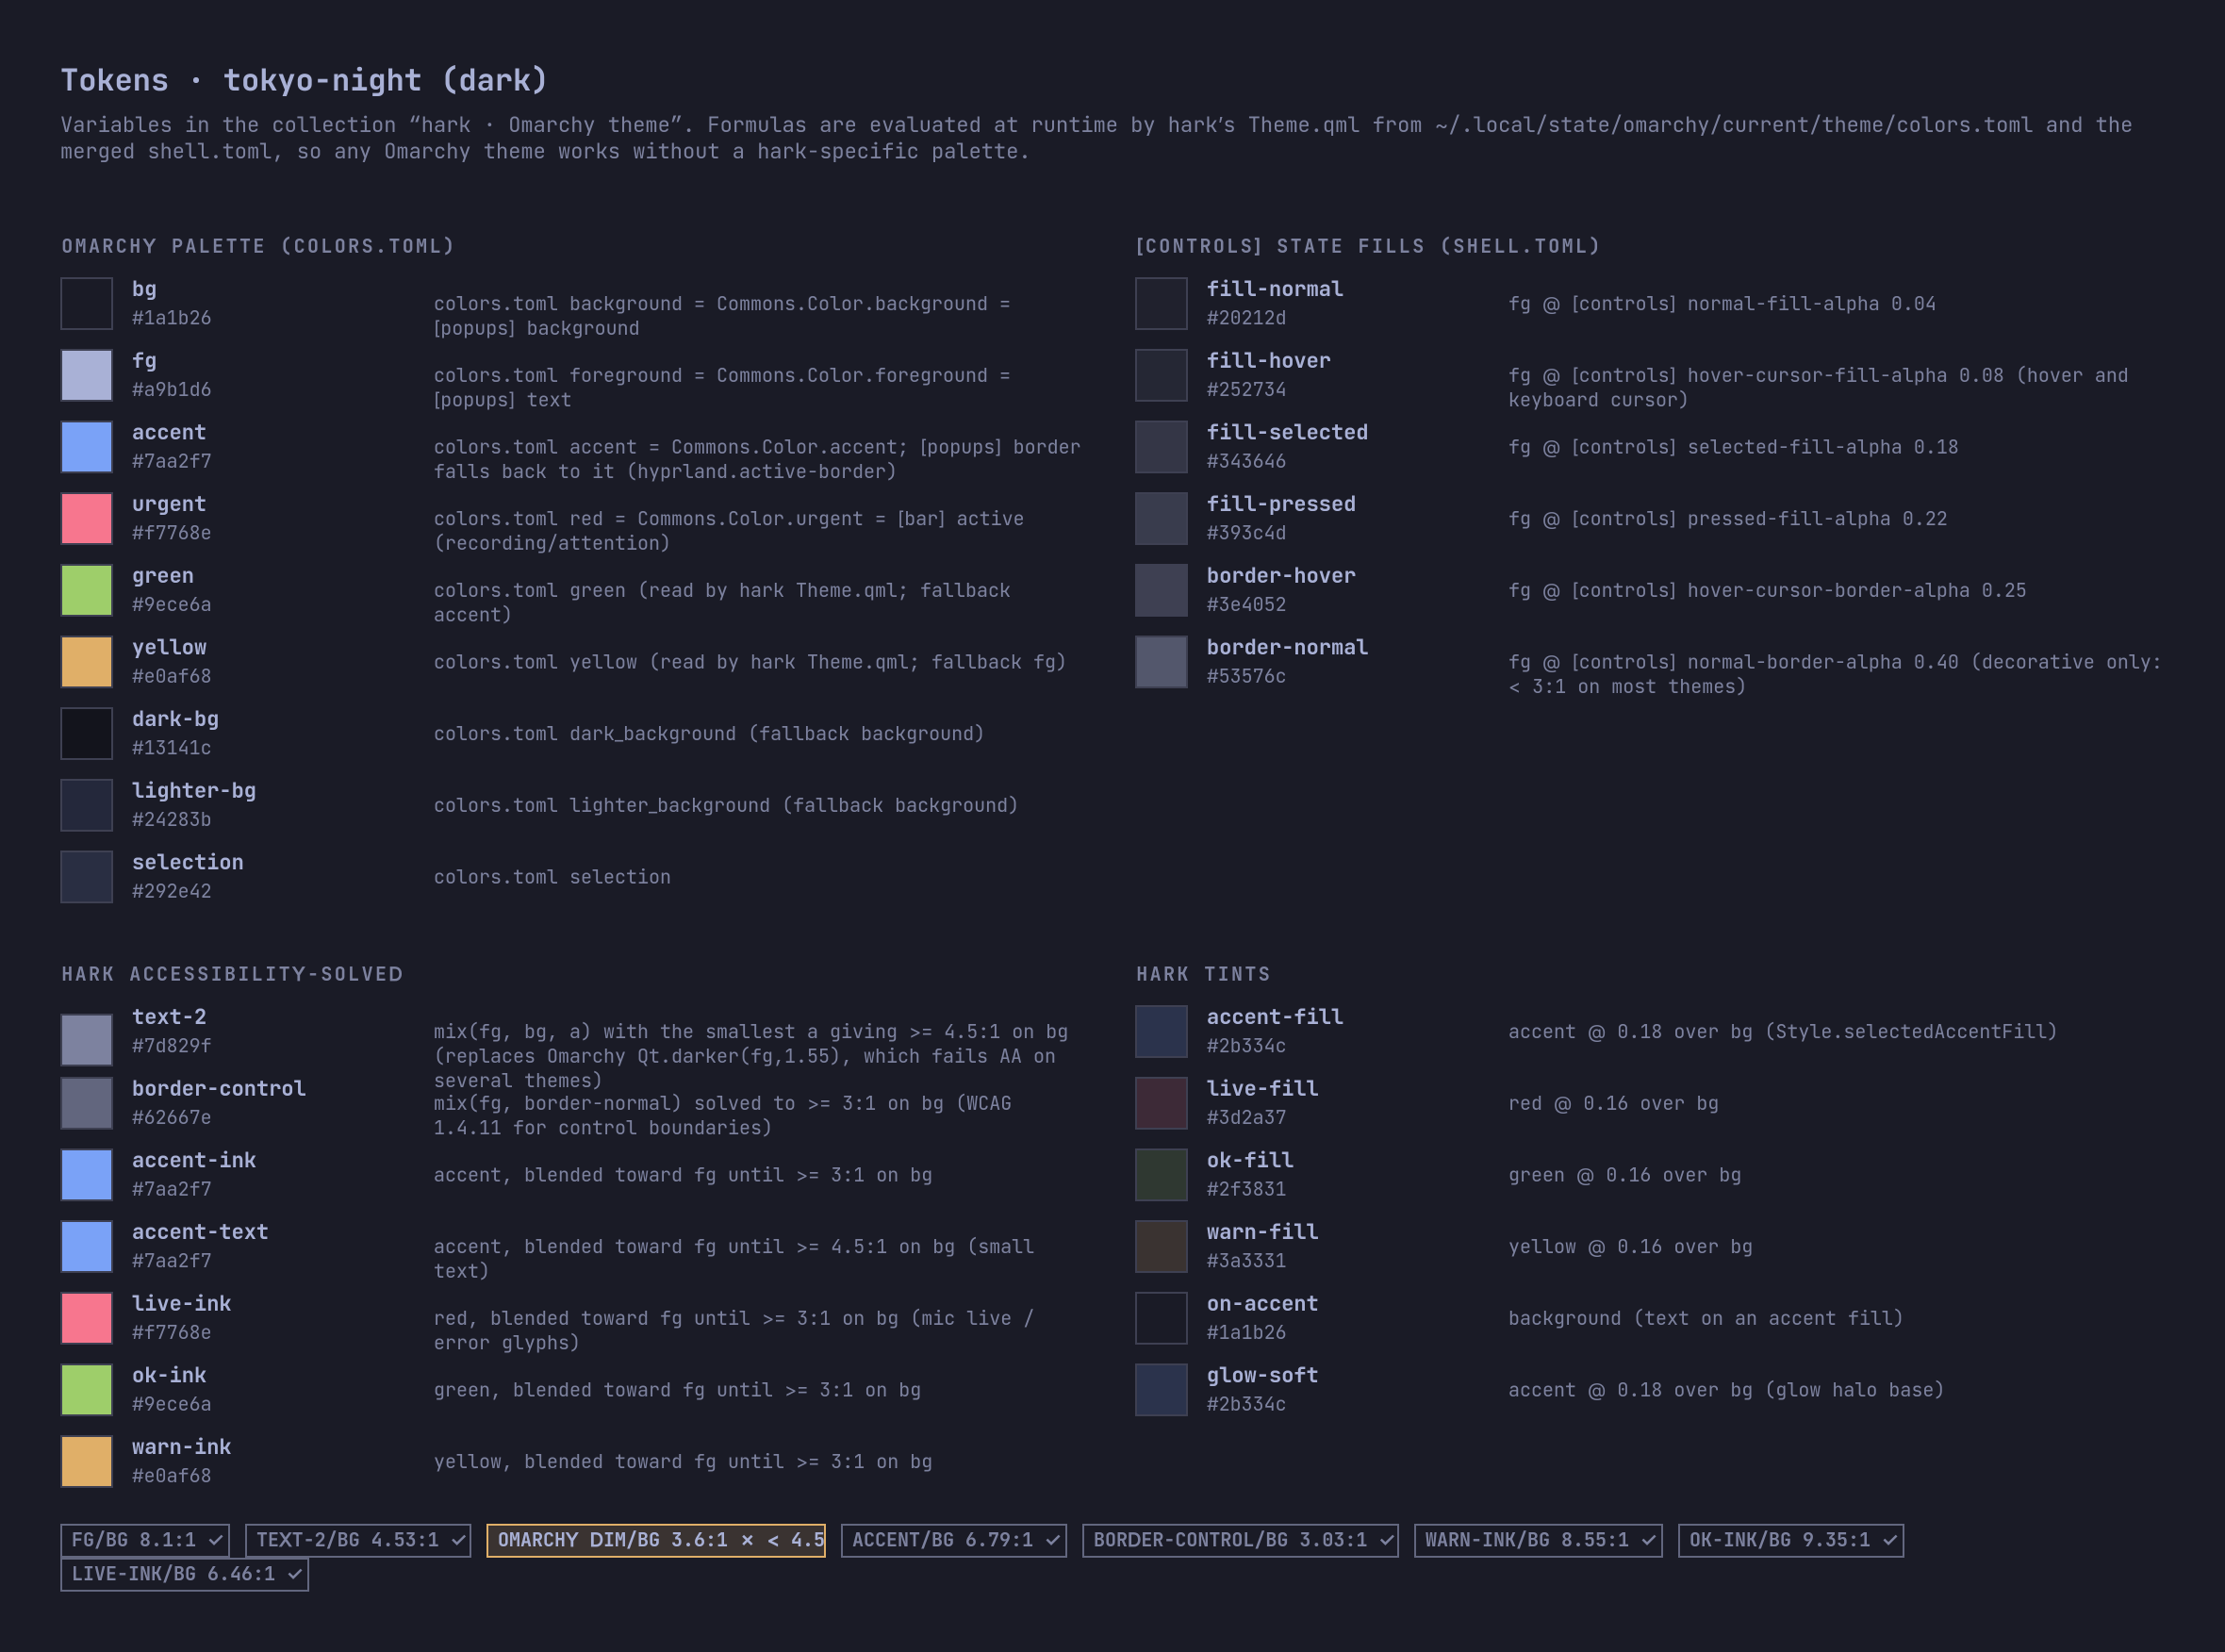 Tokens · tokyo-night (dark)
Variables in the collection “hark · Omarchy theme”. Formulas are evaluated at runtime by hark's Theme.qml from ~/.local/state/omarchy/current/theme/colors.toml and the
merged shell.toml, so any Omarchy theme works without a hark-specific palette.
OMARCHY PALETTE (COLORS.TOML)
bg
#1a1b26
colors.toml background = Commons.Color.background =
[popups] background
fg
#a9b1d6
colors.toml foreground = Commons.Color.foreground =
[popups] text
accent
#7aa2f7
colors.toml accent = Commons.Color.accent; [popups] border
falls back to it (hyprland.active-border)
urgent
#f7768e
colors.toml red = Commons.Color.urgent = [bar] active
(recording/attention)
green
#9ece6a
colors.toml green (read by hark Theme.qml; fallback
accent)
yellow
#e0af68
colors.toml yellow (read by hark Theme.qml; fallback fg)
dark-bg
#13141c
colors.toml dark_background (fallback background)
lighter-bg
#24283b
colors.toml lighter_background (fallback background)
selection
#292e42
colors.toml selection
[CONTROLS] STATE FILLS (SHELL.TOML)
fill-normal
#20212d
fg @ [controls] normal-fill-alpha 0.04
fill-hover
#252734
fg @ [controls] hover-cursor-fill-alpha 0.08 (hover and
keyboard cursor)
fill-selected
#343646
fg @ [controls] selected-fill-alpha 0.18
fill-pressed
#393c4d
fg @ [controls] pressed-fill-alpha 0.22
border-hover
#3e4052
fg @ [controls] hover-cursor-border-alpha 0.25
border-normal
#53576c
fg @ [controls] normal-border-alpha 0.40 (decorative only:
< 3:1 on most themes)
HARK ACCESSIBILITY-SOLVED
text-2
#7d829f
mix(fg, bg, a) with the smallest a giving >= 4.5:1 on bg
(replaces Omarchy Qt.darker(fg,1.55), which fails AA on
several themes)
border-control
#62667e
mix(fg, border-normal) solved to >= 3:1 on bg (WCAG
1.4.11 for control boundaries)
accent-ink
#7aa2f7
accent, blended toward fg until >= 3:1 on bg
accent-text
#7aa2f7
accent, blended toward fg until >= 4.5:1 on bg (small
text)
live-ink
#f7768e
red, blended toward fg until >= 3:1 on bg (mic live /
error glyphs)
ok-ink
#9ece6a
green, blended toward fg until >= 3:1 on bg
warn-ink
#e0af68
yellow, blended toward fg until >= 3:1 on bg
HARK TINTS
accent-fill
#2b334c
accent @ 0.18 over bg (Style.selectedAccentFill)
live-fill
#3d2a37
red @ 0.16 over bg
ok-fill
#2f3831
green @ 0.16 over bg
warn-fill
#3a3331
yellow @ 0.16 over bg
on-accent
#1a1b26
background (text on an accent fill)
glow-soft
#2b334c
accent @ 0.18 over bg (glow halo base)
FG/BG 8.1:1 ✓
TEXT-2/BG 4.53:1 ✓
OMARCHY DIM/BG 3.6:1 × < 4.5
ACCENT/BG 6.79:1 ✓
BORDER-CONTROL/BG 3.03:1 ✓
WARN-INK/BG 8.55:1 ✓
OK-INK/BG 9.35:1 ✓
LIVE-INK/BG 6.46:1 ✓